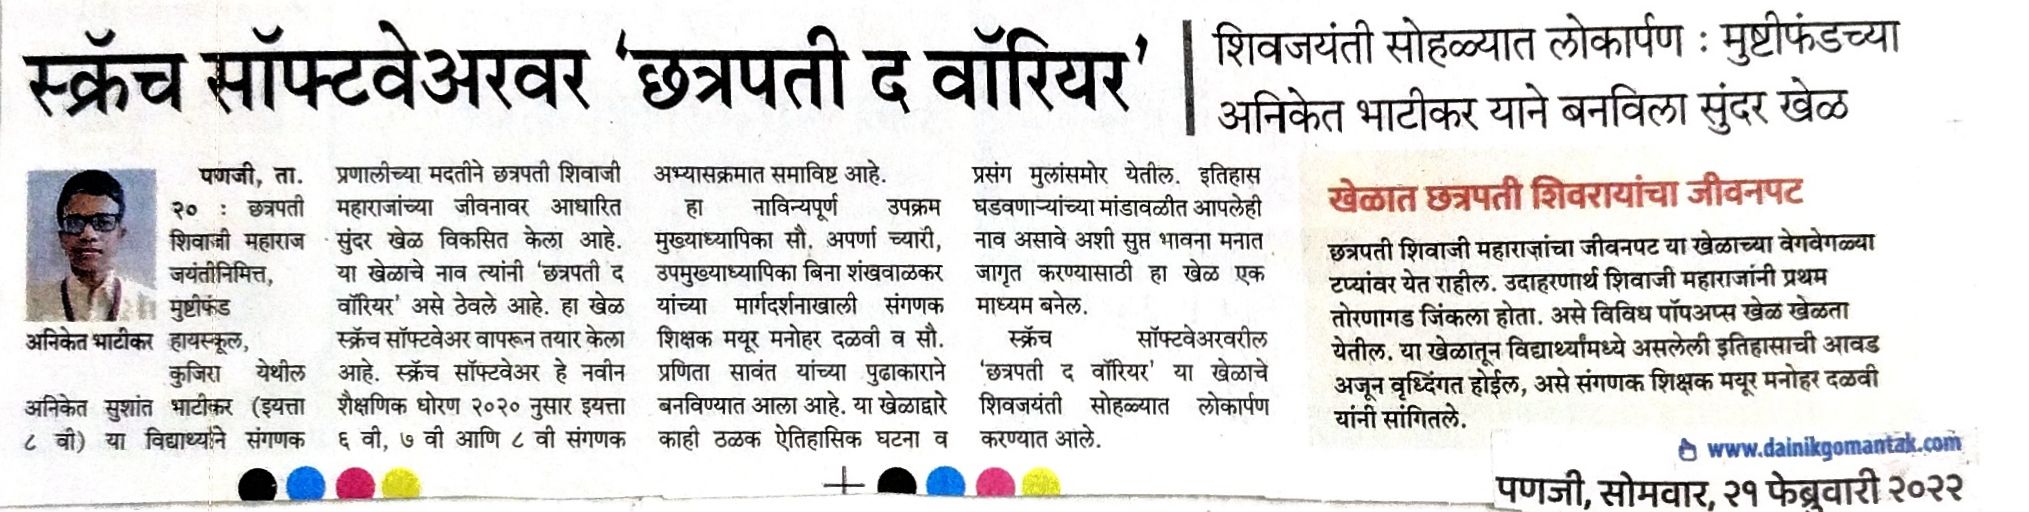 स्क्रॅच सॉफ्टवेअरवर ‘छत्रपती द वॉरियर’
शिवजयंती सोहळ्यात लोकार्पण : मुष्टीफंडच्या
अनिकेत भाटीकर याने बनविला सुंदर खेळ
पणजी, ता.
२० : छत्रपती
शिवाजी महाराज
जयंतीनिमित्त,
मुष्टीफंड
हायस्कूल,
कुजिरा येथील
अनिकेत भाटीकर
अनिकेत सुशांत भाटीकर (इयत्ता
८ वी) या विद्यार्थ्याने संगणक
प्रणालीच्या मदतीने छत्रपती शिवाजी
महाराजांच्या जीवनावर आधारित
सुंदर खेळ विकसित केला आहे.
या खेळाचे नाव त्यांनी ‘छत्रपती द
वॉरियर’ असे ठेवले आहे. हा खेळ
स्क्रॅच सॉफ्टवेअर वापरून तयार केला
आहे. स्क्रॅच सॉफ्टवेअर हे नवीन
शैक्षणिक धोरण २०२० नुसार इयत्ता
६ वी, ७ वी आणि ८ वी संगणक
अभ्यासक्रमात समाविष्ट आहे.
हा नाविन्यपूर्ण उपक्रम
मुख्याध्यापिका सौ. अपर्णा च्यारी,
उपमुख्याध्यापिका बिना शंखवाळकर
यांच्या मार्गदर्शनाखाली संगणक
शिक्षक मयूर मनोहर दळवी व सौ.
प्रणिता सावंत यांच्या पुढाकाराने
बनविण्यात आला आहे. या खेळाद्वारे
काही ठळक ऐतिहासिक घटना व
प्रसंग मुलांसमोर येतील. इतिहास
घडवणाऱ्यांच्या मांडावळीत आपलेही
नाव असावे अशी सुप्त भावना मनात
जागृत करण्यासाठी हा खेळ एक
माध्यम बनेल.
स्क्रॅच सॉफ्टवेअरवरील
‘छत्रपती द वॉरियर’ या खेळाचे
शिवजयंती सोहळ्यात लोकार्पण
करण्यात आले.
खेळात छत्रपती शिवरायांचा जीवनपट
छत्रपती शिवाजी महाराजांचा जीवनपट या खेळाच्या वेगवेगळ्या
टप्यांवर येत राहील. उदाहरणार्थ शिवाजी महाराजांनी प्रथम
तोरणागड जिंकला होता. असे विविध पॉपअप्स खेळ खेळता
येतील. या खेळातून विद्यार्थ्यांमध्ये असलेली इतिहासाची आवड
अजून वृध्दिंगत होईल, असे संगणक शिक्षक मयूर मनोहर दळवी
यांनी सांगितले.
www.dainikgomantak.com
पणजी, सोमवार, २१ फेब्रुवारी २०२२